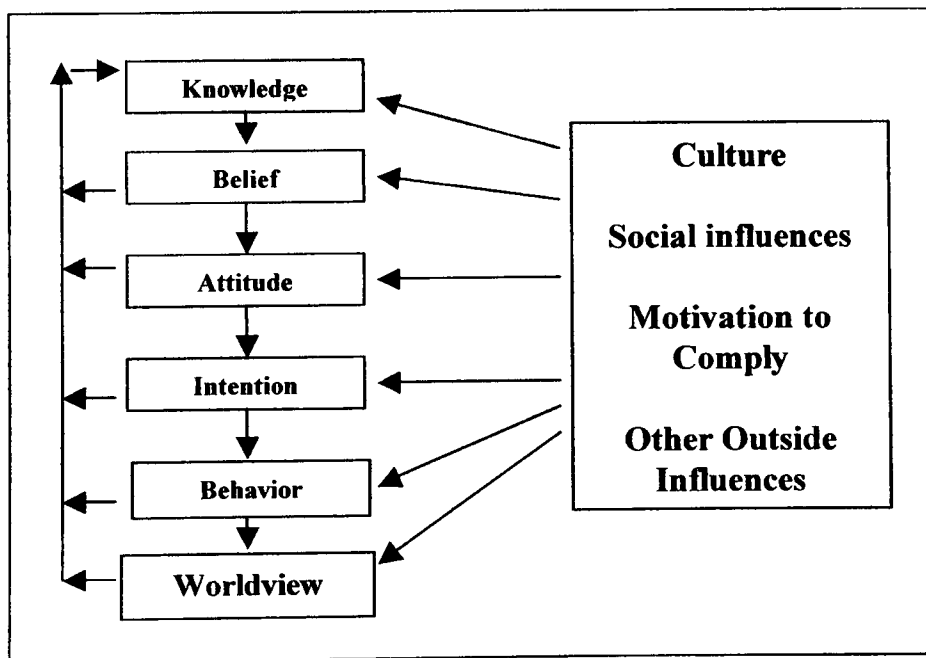 Knowledge
Belief
Attitude
Intention
Behavior
Worldview
Culture
Social influences
Motivation to
Comply
Other Outside
Influences